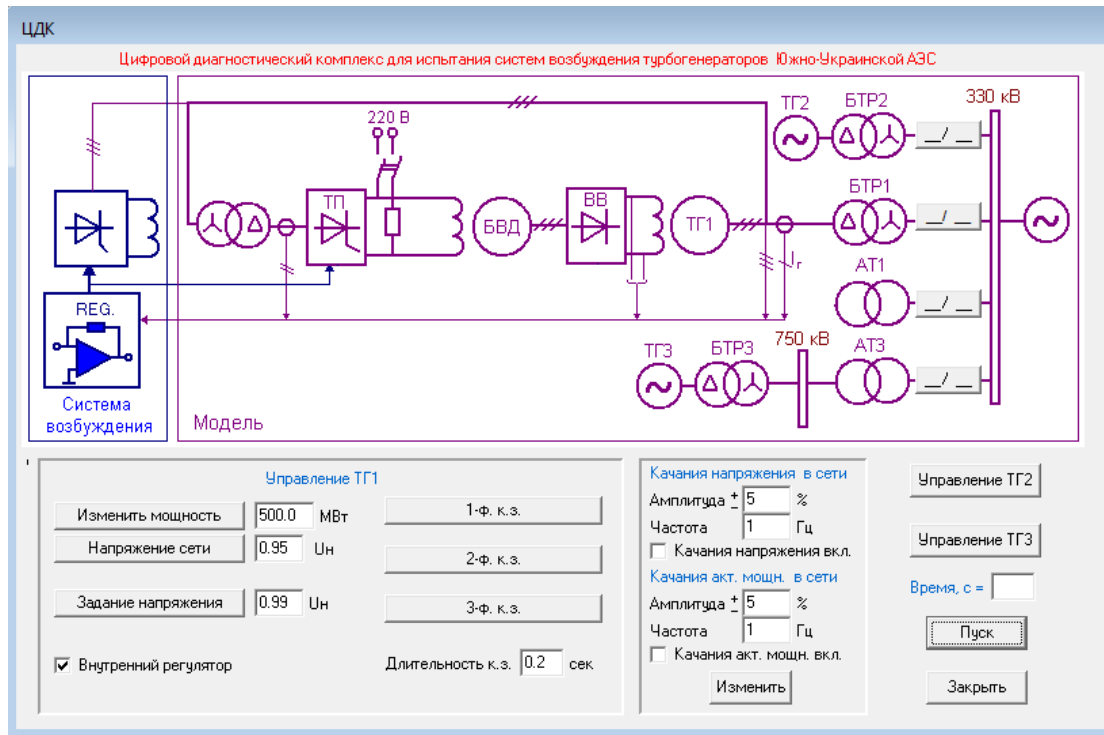 ЦДК
Цифровой диагностический комплекс для испытания систем возбуждения турбогенераторов Южно-Украинской АЭС
330 кВ
ТГ2 БТР2
220 В
БТР1
ТП
ВВ
БВД
ТГ1
Iг
АТ1
REG.
750 кВ
ТГ3 БТР3 АТ3
Система
возбуждения
Модель
Управление ТГ1
Изменить мощность 500.0 МВт
Напряжение сети 0.95 Uн
Задание напряжения 0.99 Uн
Внутренний регулятор
1-ф. к.з.
2-ф. к.з.
3-ф. к.з.
Длительность к.з. 0.2 сек
Качания напряжения в сети
Амплитуда ± 5 %
Частота 1 Гц
Качания напряжения вкл.
Качания акт. мощн. в сети
Амплитуда ± 5 %
Частота 1 Гц
Качания акт. мощн. вкл.
Изменить
Управление ТГ2
Управление ТГ3
Время, с =
Пуск
Закрыть